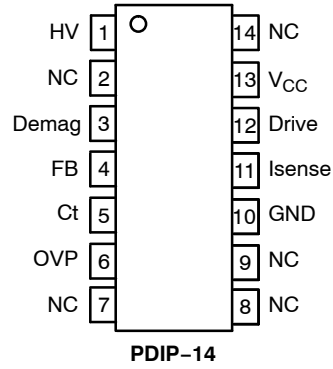 HV 1 14 NC
NC 2 13 VCC
Demag 3 12 Drive
FB 4 11 Isense
Ct 5 10 GND
OVP 6 9 NC
NC 7 8 NC
PDIP−14